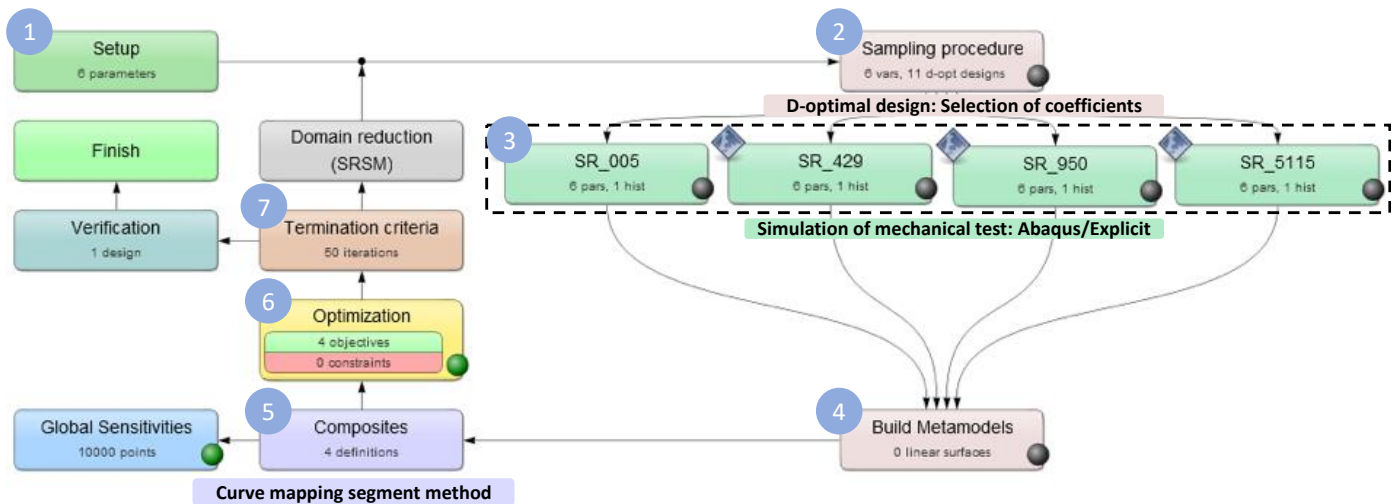 1
Setup
6 parameters
2
Sampling procedure
6 vars, 11 d-opt designs
D-optimal design: Selection of coefficients
Finish
Domain reduction
(SRSM)
3
SR_005
6 pars, 1 hist
SR_429
6 pars, 1 hist
SR_950
6 pars, 1 hist
SR_5115
6 pars, 1 hist
Simulation of mechanical test: Abaqus/Explicit
Verification
1 design
7
Termination criteria
50 iterations
6
Optimization
4 objectives
0 constraints
Global Sensitivities
10000 points
5
Composites
4 definitions
4
Build Metamodels
0 linear surfaces
Curve mapping segment method